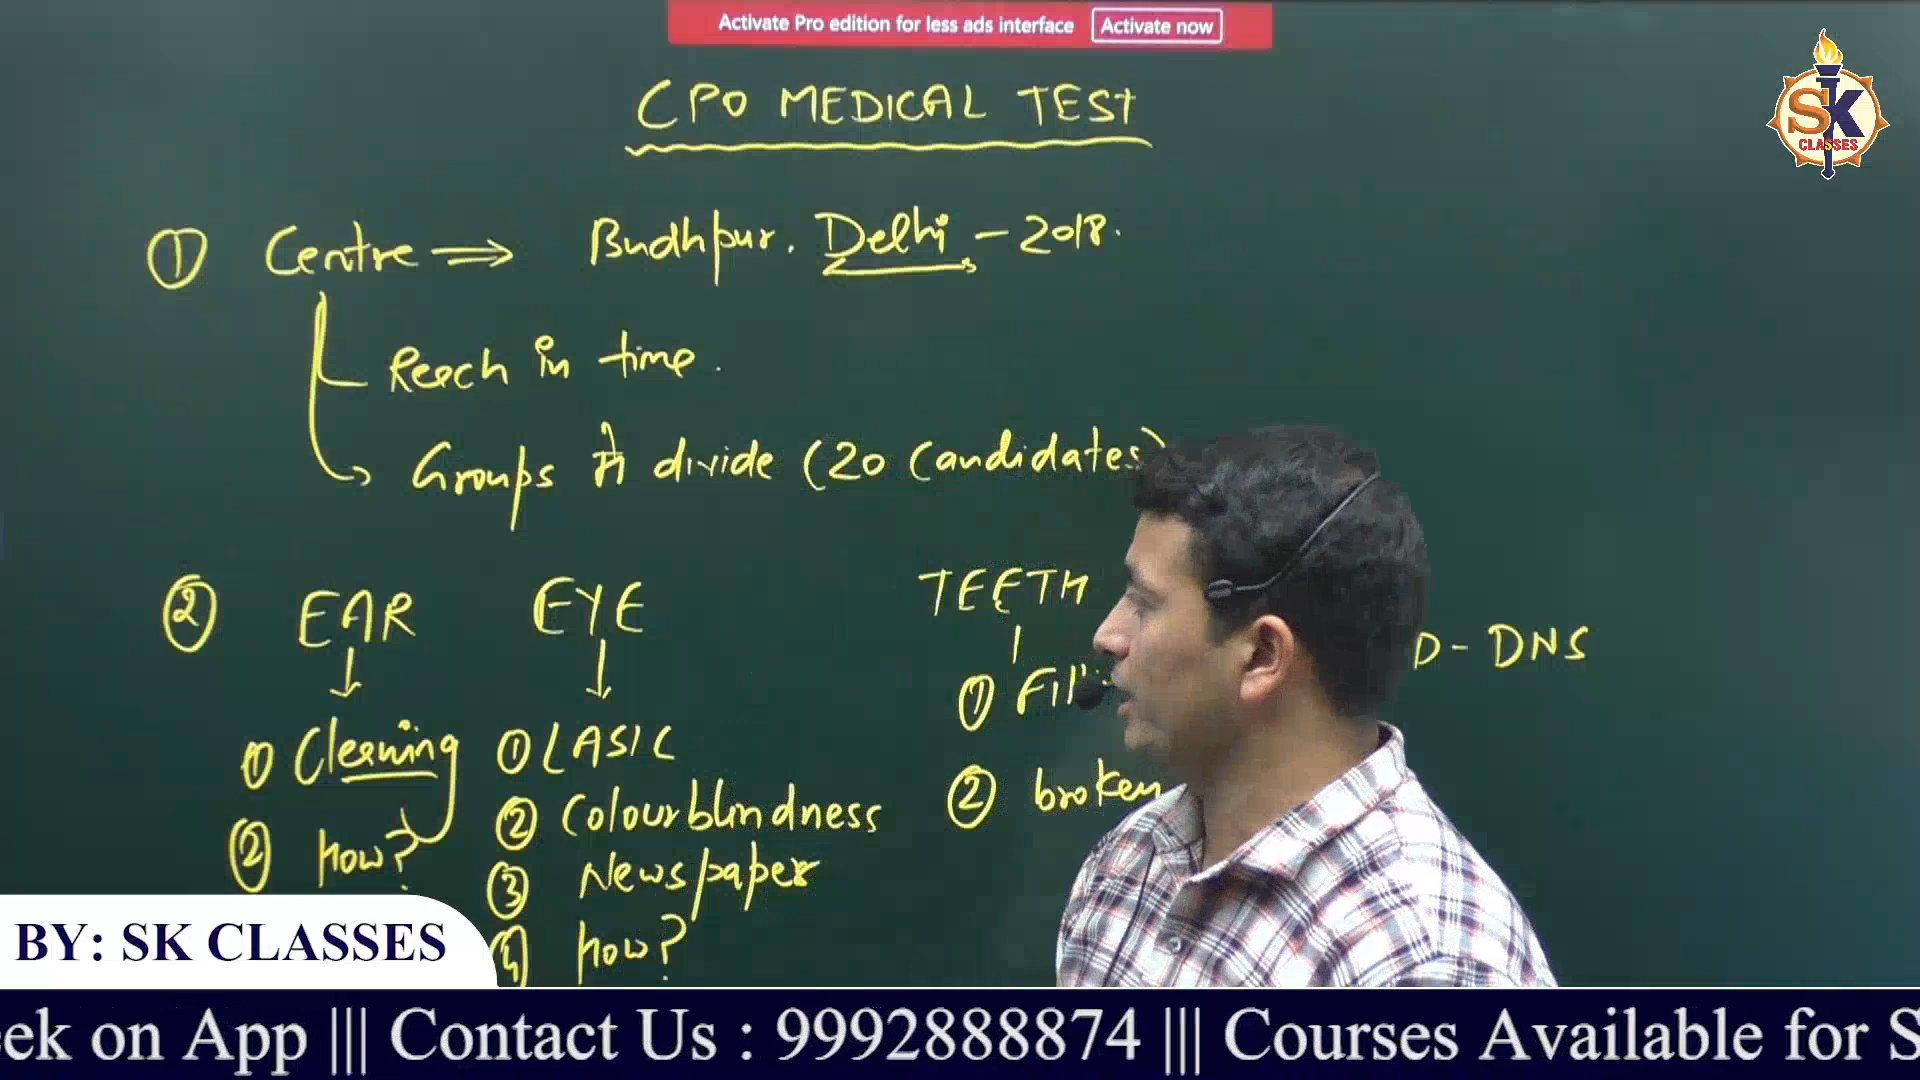 Activate Pro edition for less ads interface Activate now
SK
CLASSES
CPO MEDICAL TEST
① Centre ⇒ Budhpur, Delhi - 2018.
Reach in time.
Groups में divide (20 Candidates)
② EAR EYE TEETH D - DNS
① Cleaning ① LASIC ① Fil
② How? ② Colourblindness ② broken
③ Newspaper
④ How?
BY: SK CLASSES
eek on App ||| Contact Us : 9992888874 ||| Courses Available for S